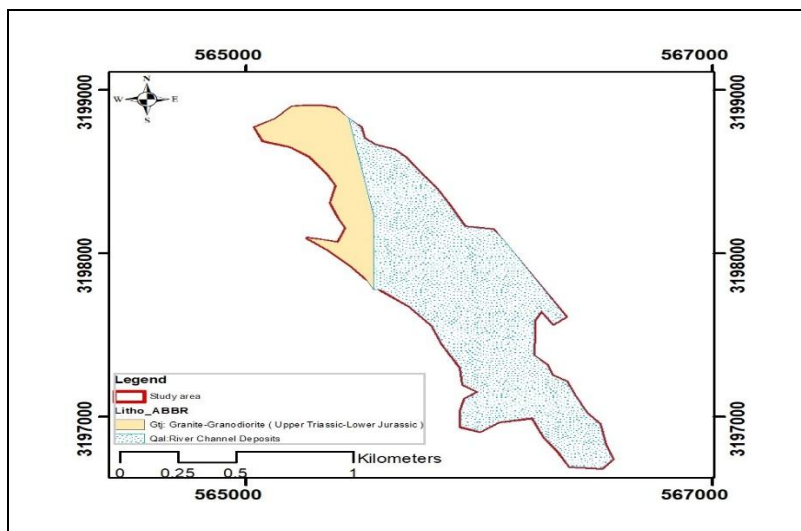 565000 567000
N
W E
S
3199000 3199000
3198000 3198000
3197000 3197000
Legend
Study area
Litho_ABBR
Gtj: Granite-Granodiorite ( Upper Triassic-Lower Jurassic )
Qal:River Channel Deposits
Kilometers
0 0.25 0.5 1
565000 567000